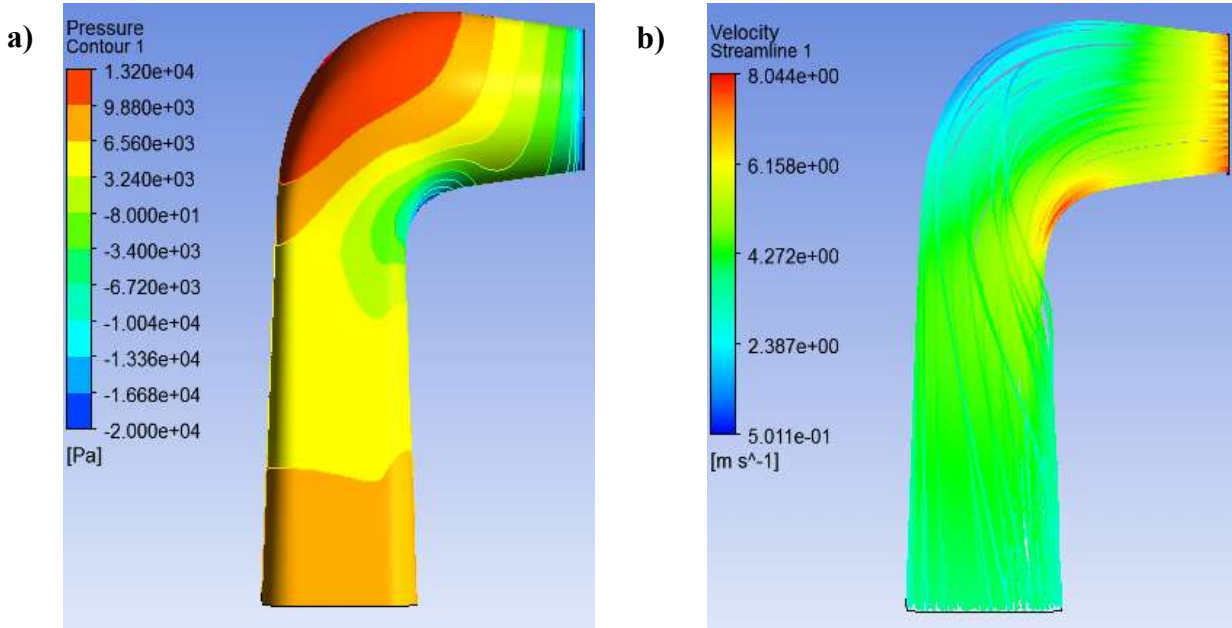 a)
Pressure
Contour 1
1.320e+04
9.880e+03
6.560e+03
3.240e+03
-8.000e+01
-3.400e+03
-6.720e+03
-1.004e+04
-1.336e+04
-1.668e+04
-2.000e+04
[Pa]
b)
Velocity
Streamline 1
8.044e+00
6.158e+00
4.272e+00
2.387e+00
5.011e-01
[m s^-1]